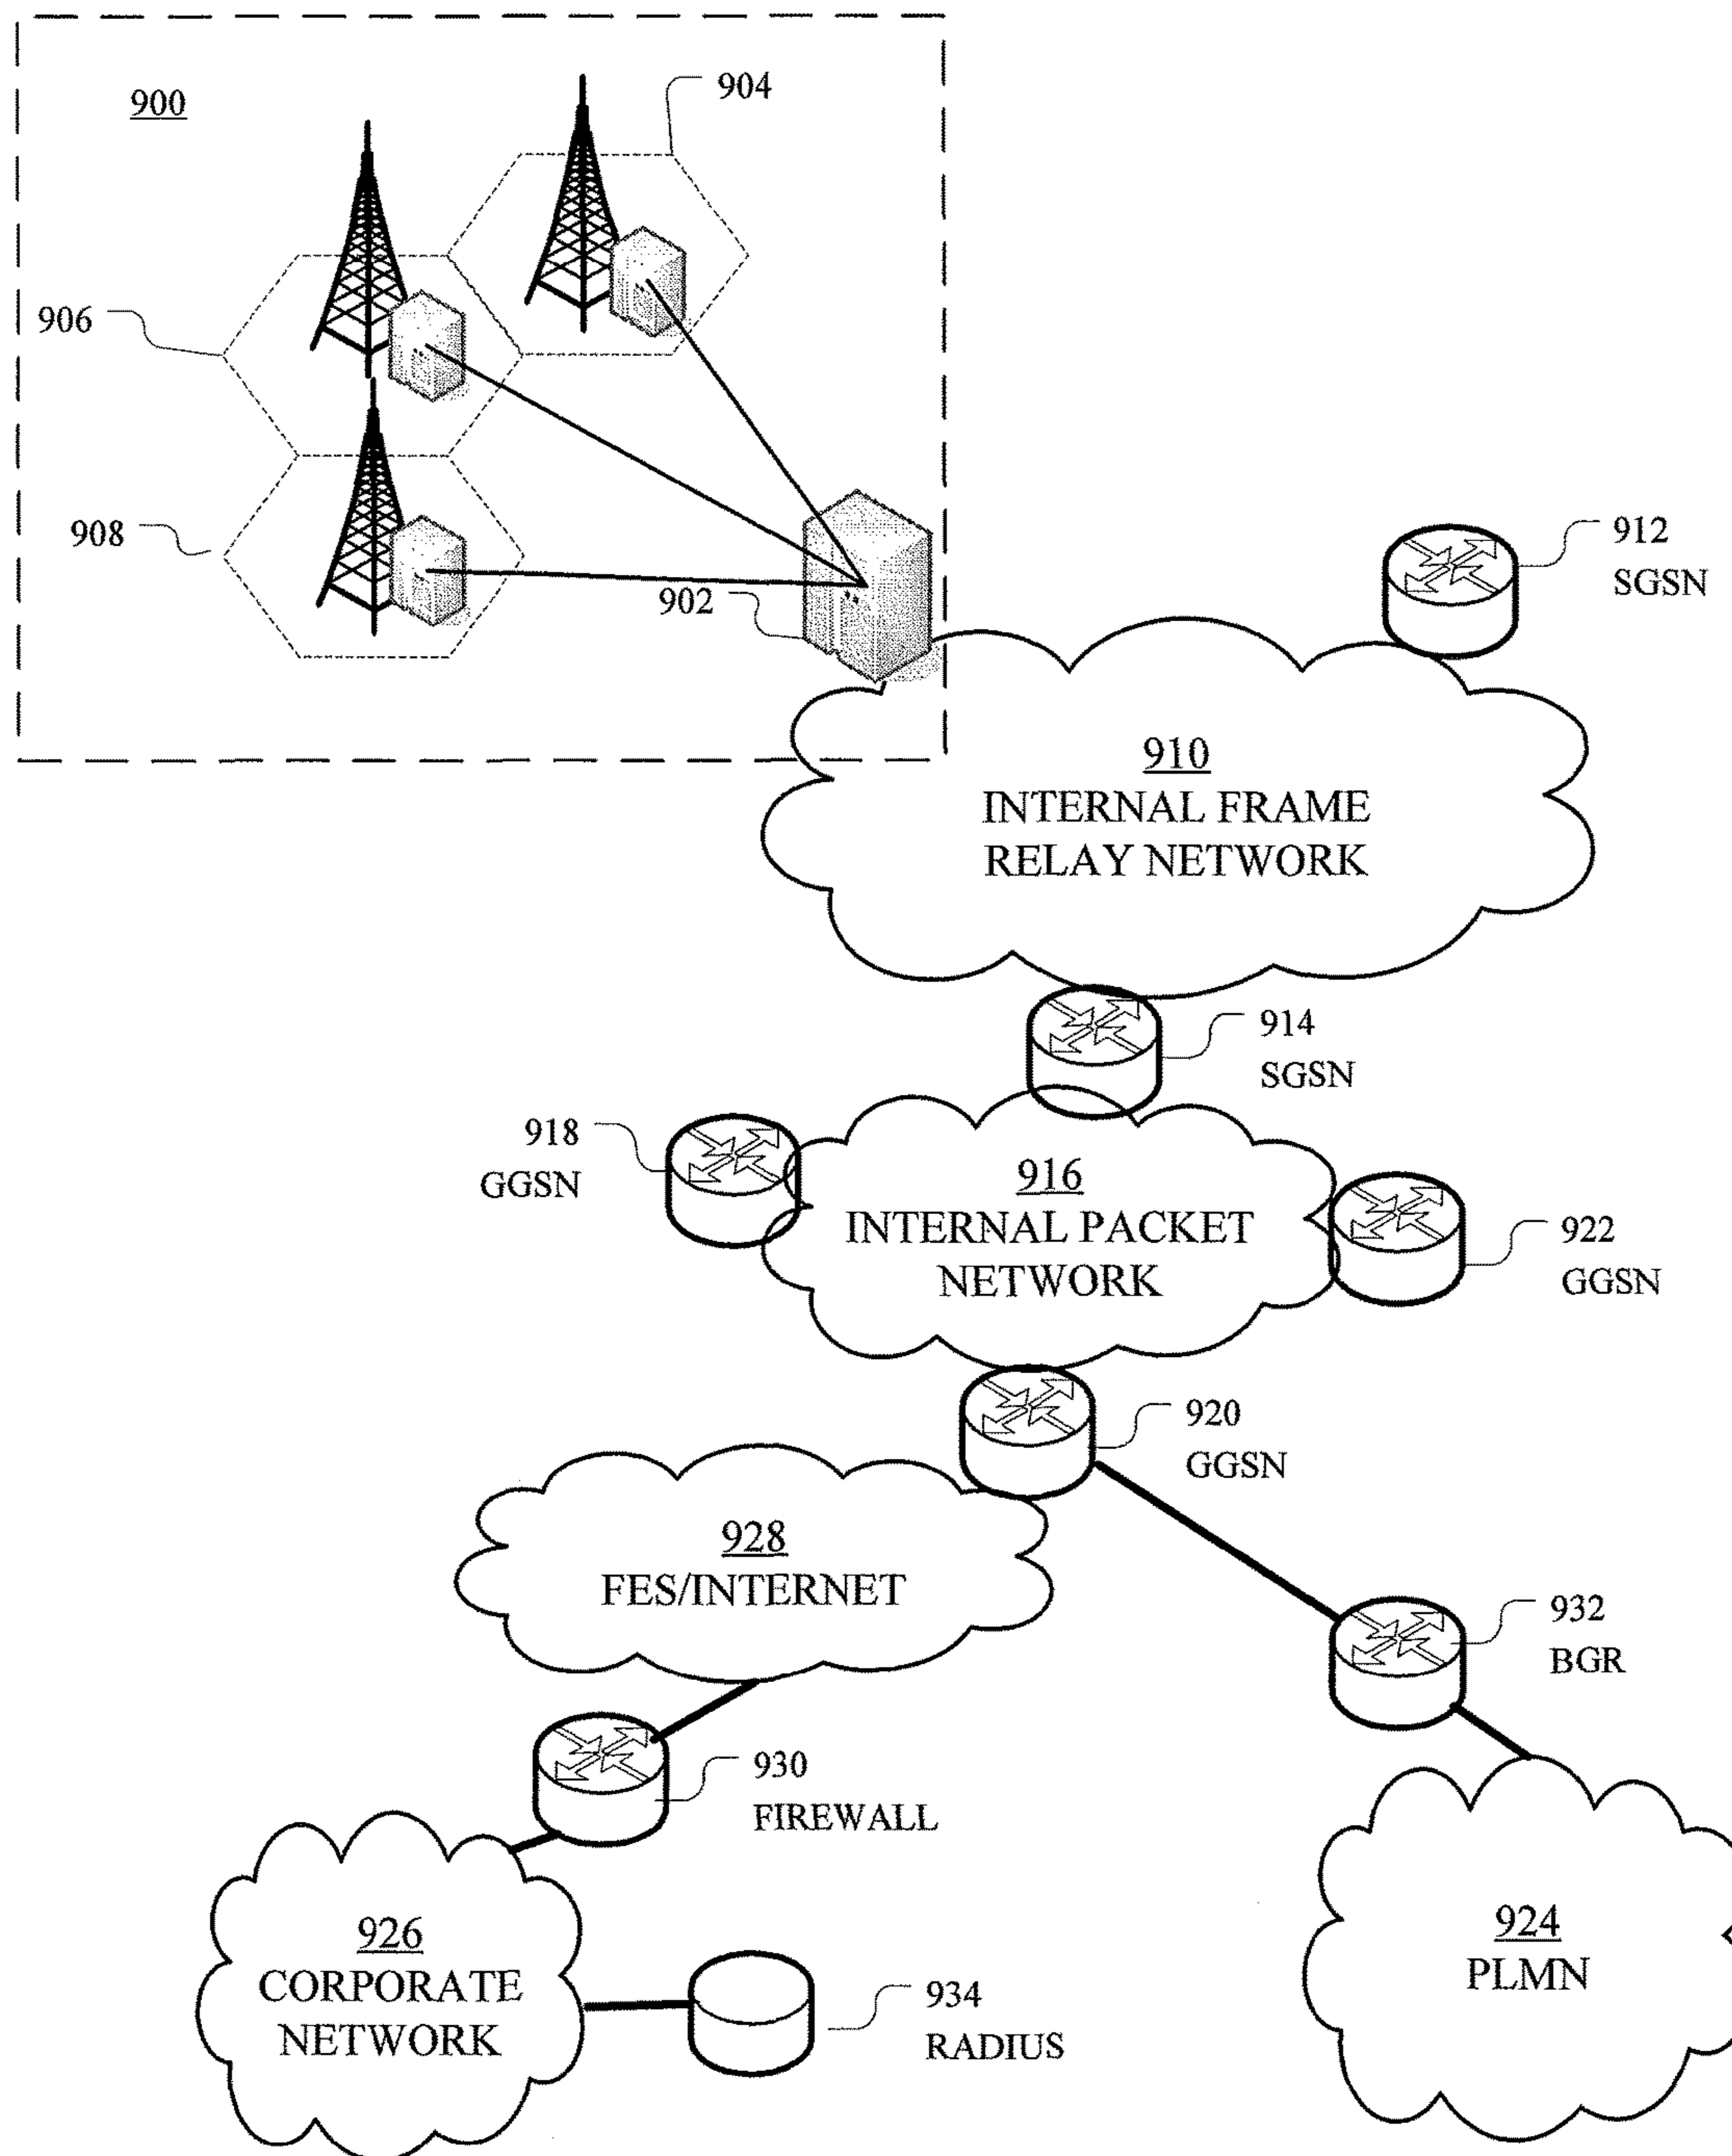 900
904
906
908
902
912
SGSN
910
INTERNAL FRAME
RELAY NETWORK
914
SGSN
918
GGSN
916
INTERNAL PACKET
NETWORK
922
GGSN
920
GGSN
928
FES/INTERNET
932
BGR
930
FIREWALL
926
CORPORATE
NETWORK
934
RADIUS
924
PLMN